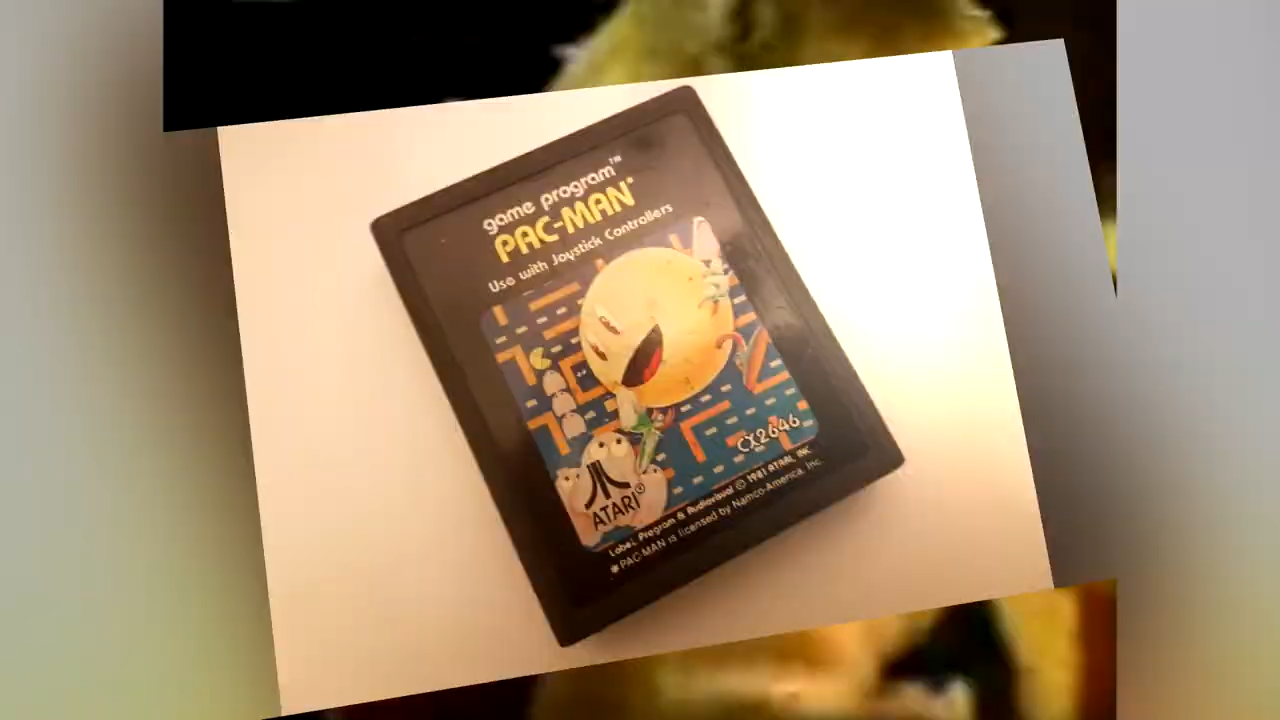 game program™
PAC-MAN*
Use with Joystick Controllers
CX2646
ATARI®
Label, Program & Audiovisual © 1981 ATARI, INC.
* PAC-MAN is licensed by Namco-America, Inc.